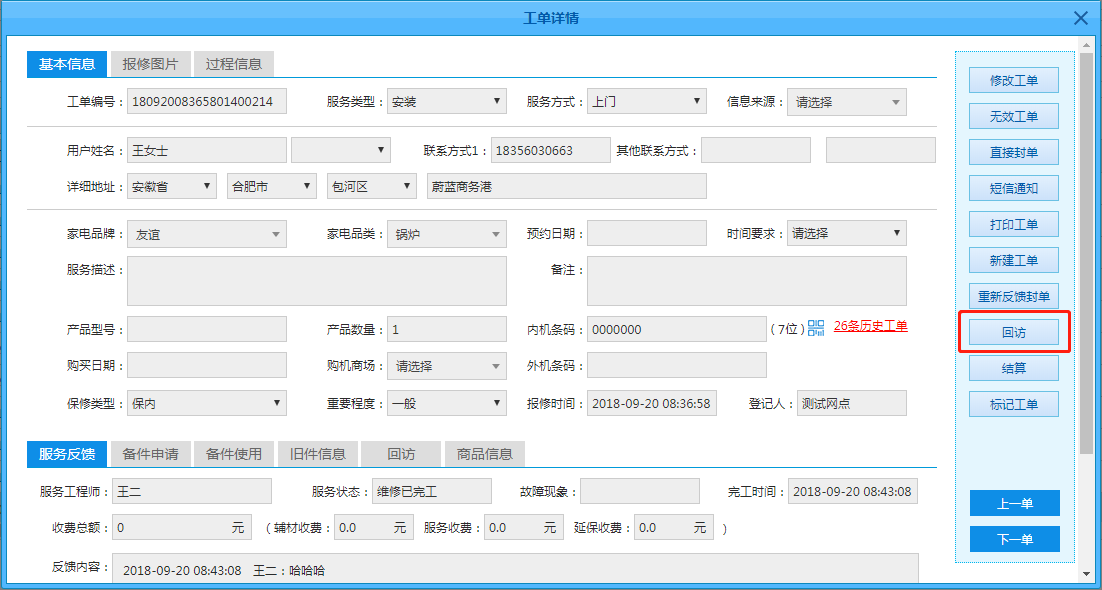 工单详情
基本信息 报修图片 过程信息
工单编号： 18092008365801400214 服务类型： 安装 服务方式： 上门 信息来源： 请选择
用户姓名： 王女士 联系方式1： 18356030663 其他联系方式：
详细地址： 安徽省 合肥市 包河区 蔚蓝商务港
家电品牌： 友谊 家电品类： 锅炉 预约日期： 时间要求： 请选择
服务描述： 备注：
产品型号： 产品数量： 1 内机条码： 0000000 (7位) 26条历史工单
购买日期： 购机商场： 请选择 外机条码：
保修类型： 保内 重要程度： 一般 报修时间： 2018-09-20 08:36:58 登记人： 测试网点
服务反馈 备件申请 备件使用 旧件信息 回访 商品信息
服务工程师： 王二 服务状态： 维修已完工 故障现象： 完工时间： 2018-09-20 08:43:08
收费总额： 0 元 （辅材收费： 0.0 元 服务收费： 0.0 元 延保收费： 0.0 元 ）
反馈内容： 2018-09-20 08:43:08 王二：哈哈哈
修改工单
无效工单
直接封单
短信通知
打印工单
新建工单
重新反馈封单
回访
结算
标记工单
上一单
下一单